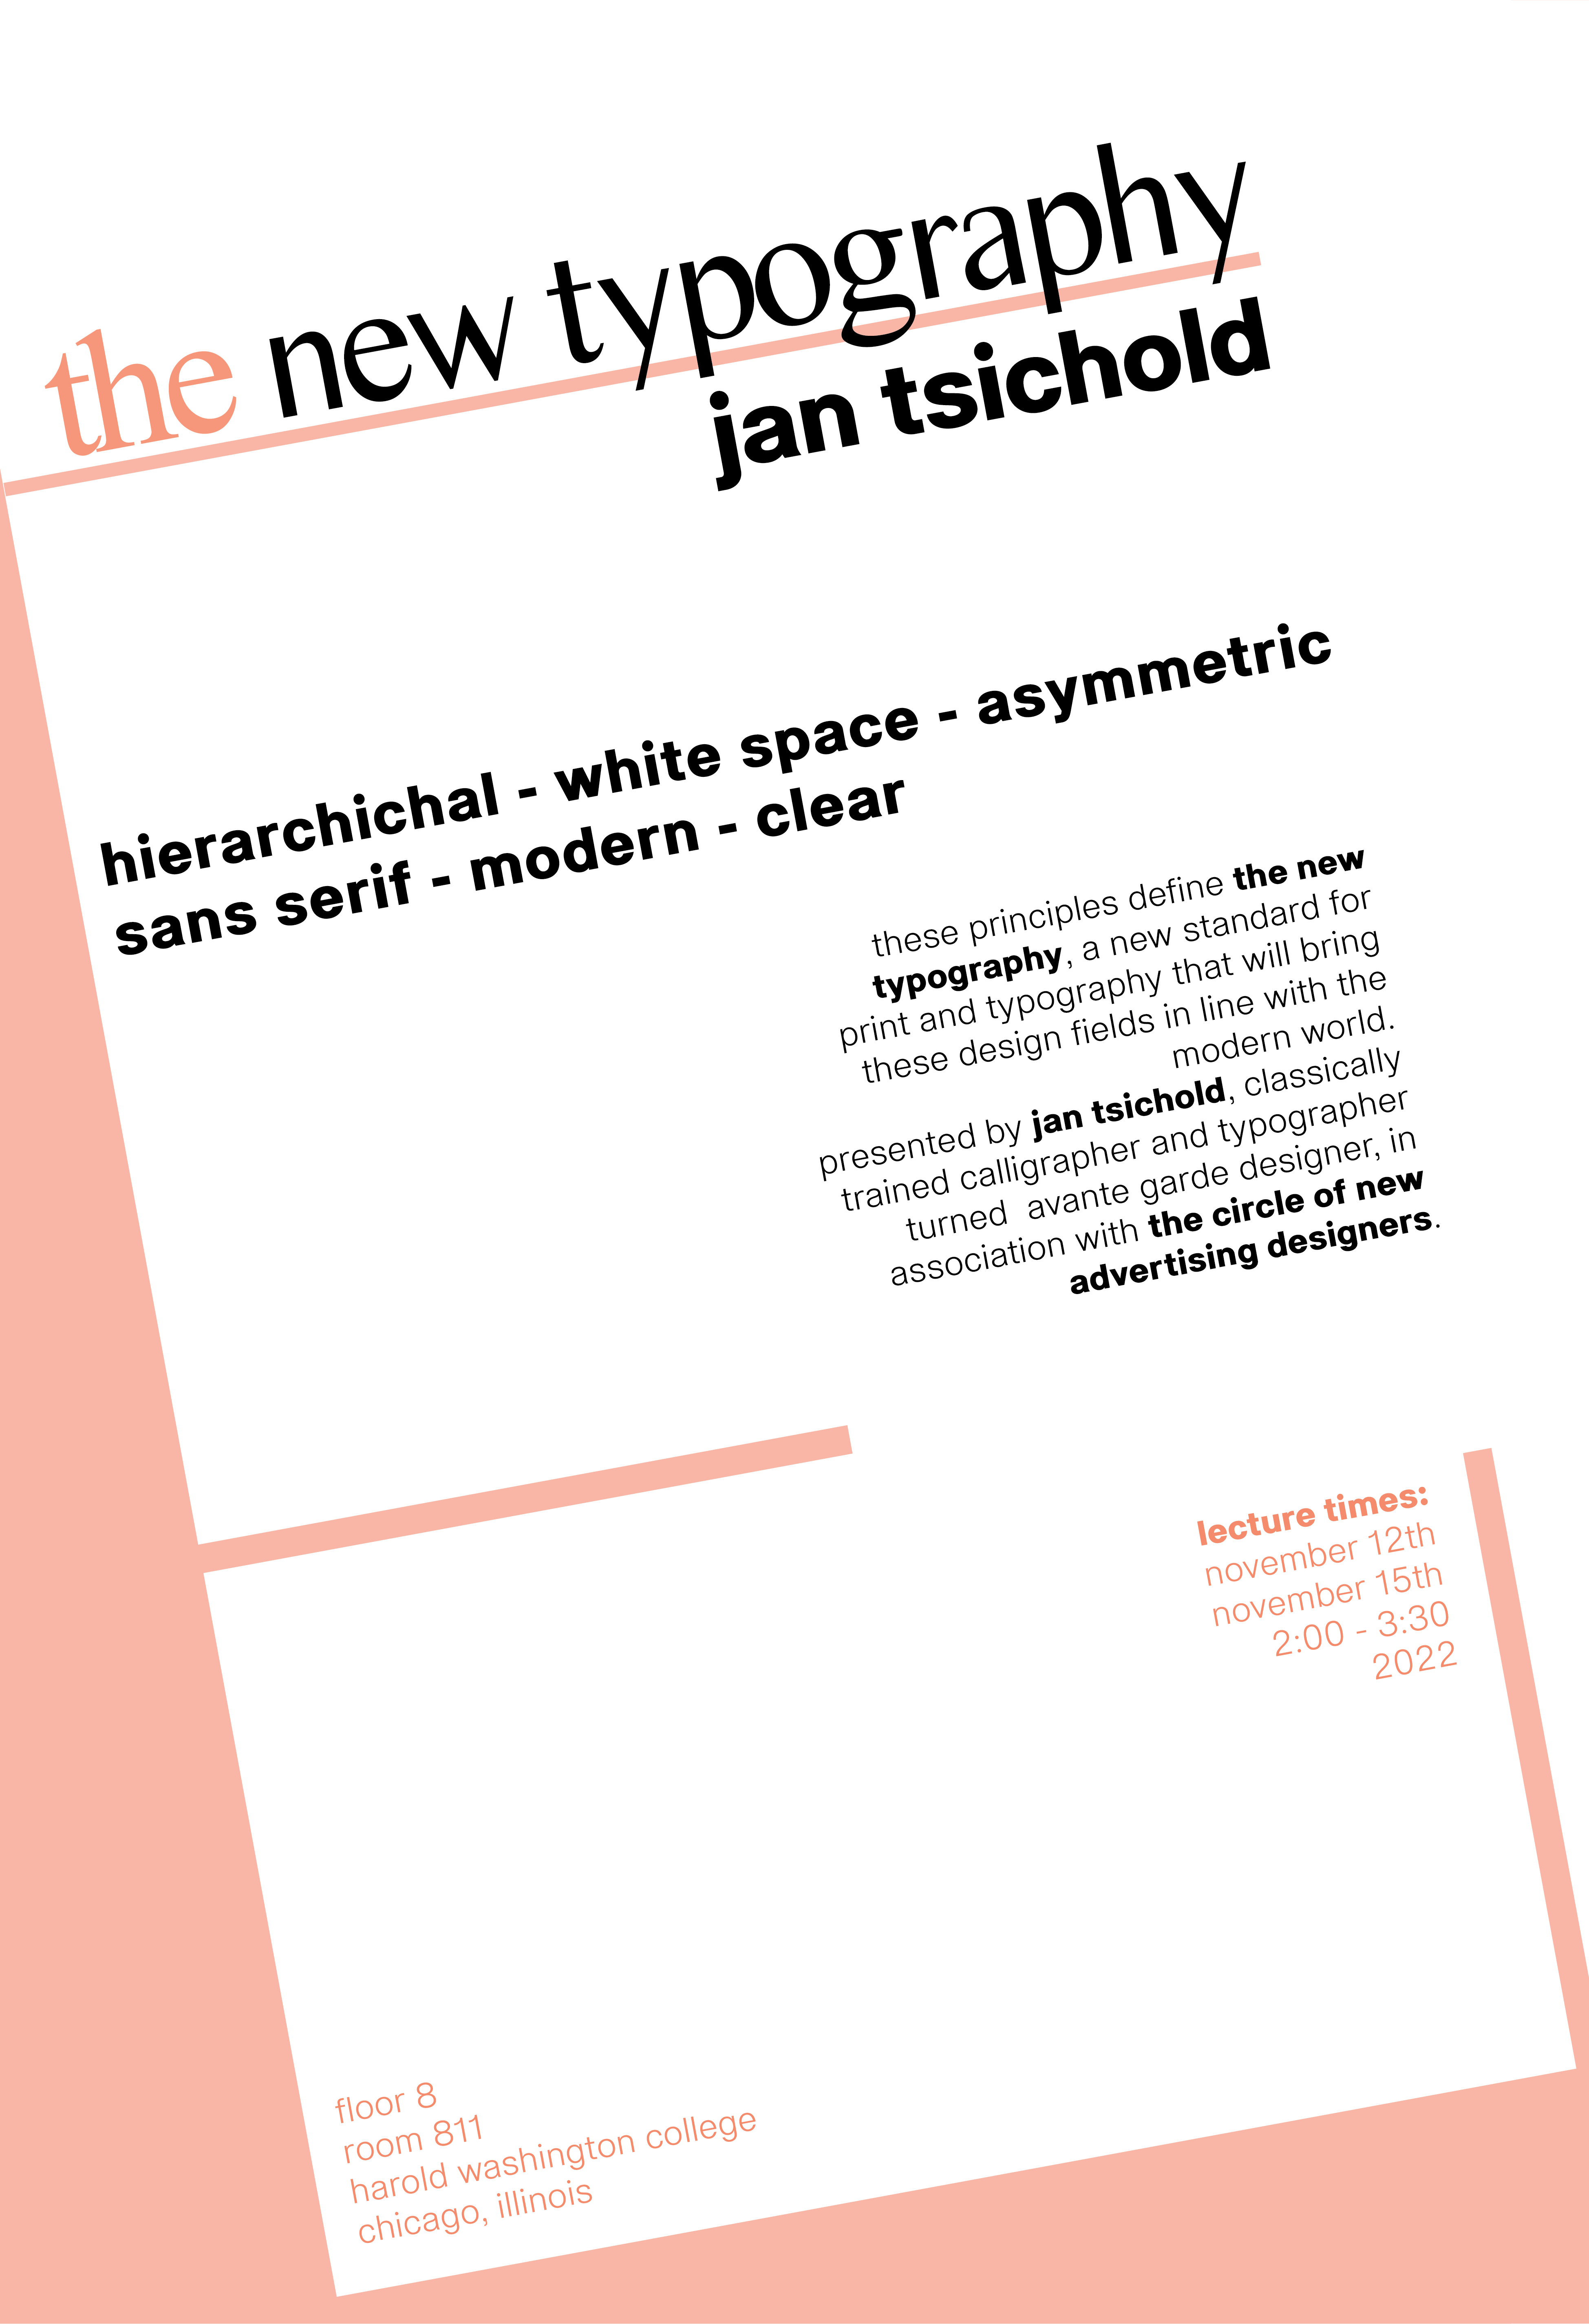 the new typography
jan tsichold
hierarchichal - white space - asymmetric
sans serif - modern - clear
these principles define the new
typography, a new standard for
print and typography that will bring
these design fields in line with the
modern world.
presented by jan tsichold, classically
trained calligrapher and typographer
turned  avante garde designer, in
association with the circle of new
advertising designers.
lecture times:
november 12th
november 15th
2:00 - 3:30
2022
floor 8
room 811
harold washington college
chicago, illinois